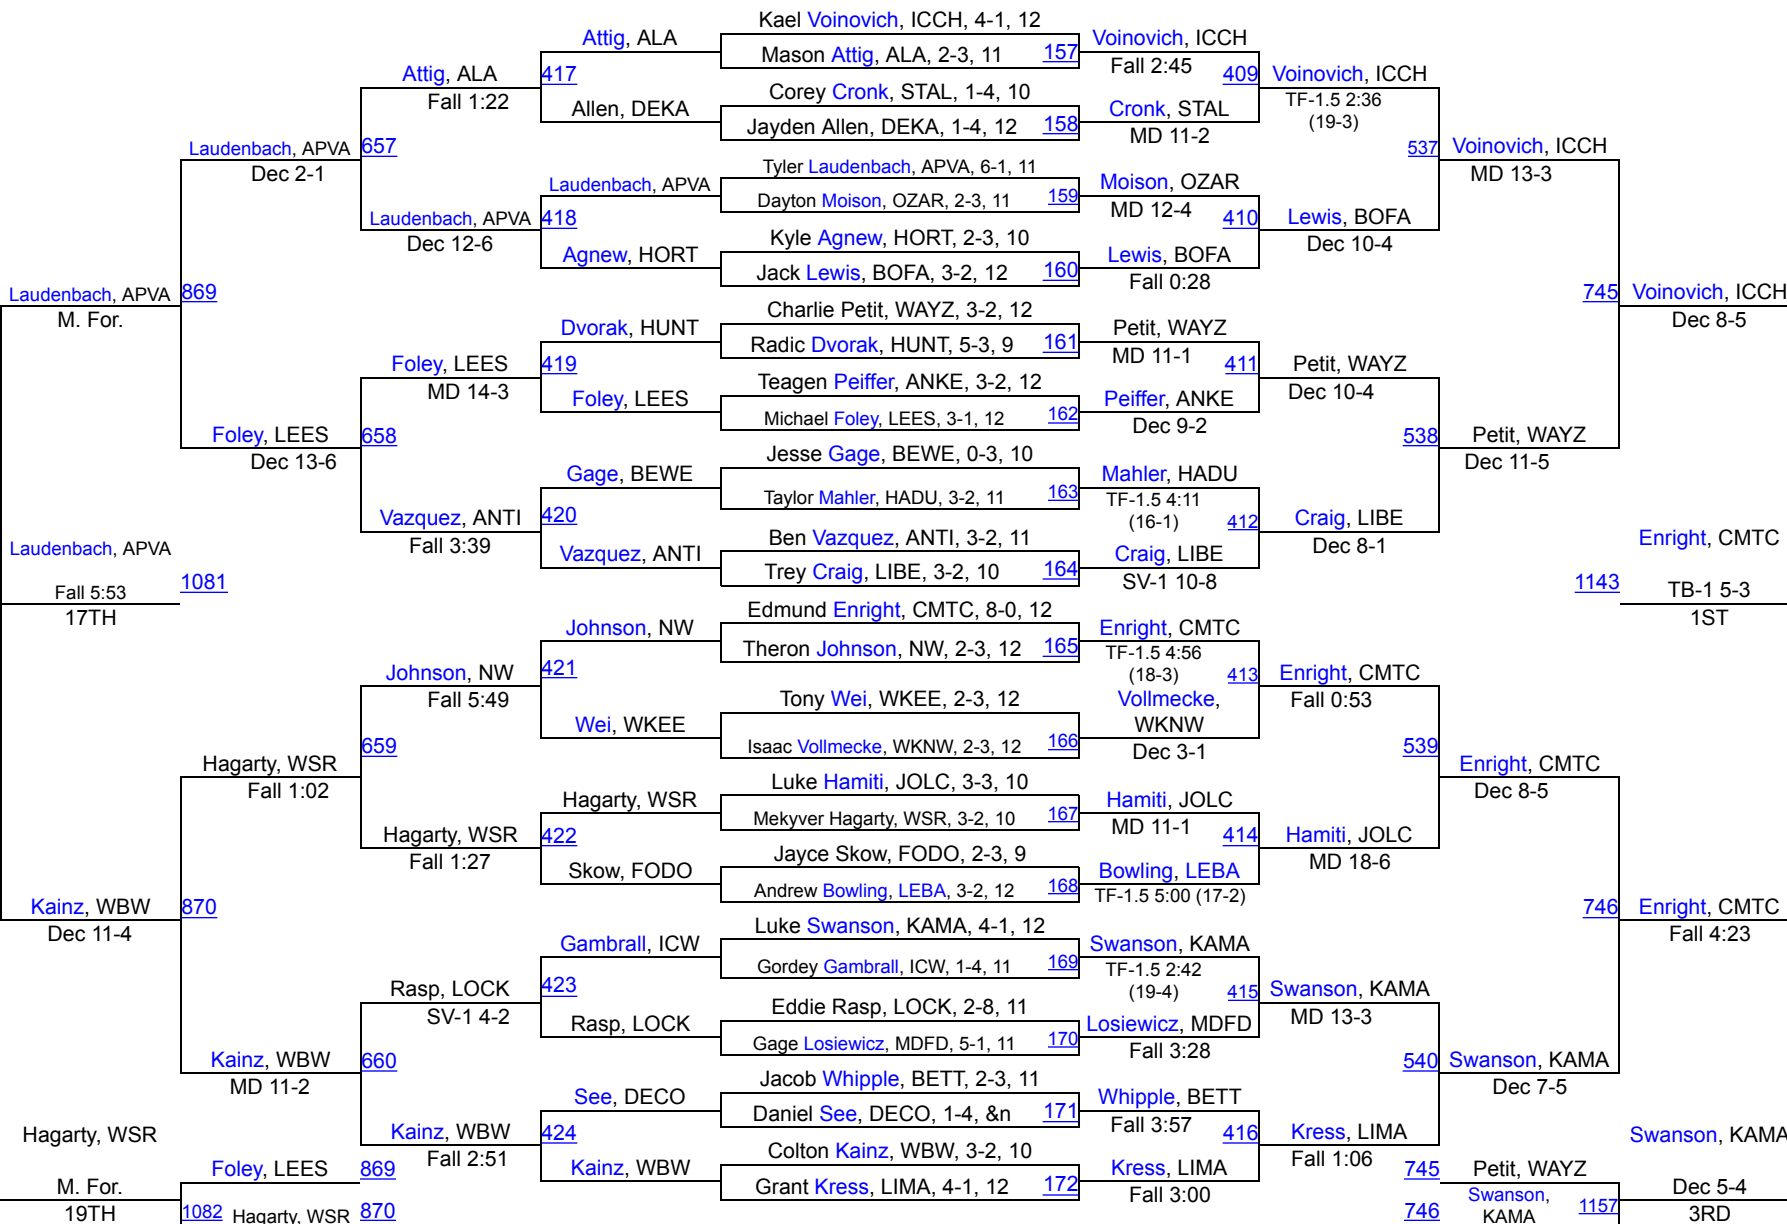 Kael Voinovich, ICCH, 4-1, 12
Attig, ALA
Voinovich, ICCH
Mason Attig, ALA, 2-3, 11 157
Fall 2:45
Attig, ALA 417
409 Voinovich, ICCH
Fall 1:22
Corey Cronk, STAL, 1-4, 10
TF-1.5 2:36
(19-3)
Allen, DEKA
Cronk, STAL
Jayden Allen, DEKA, 1-4, 12 158
MD 11-2
Laudenbach, APVA 657
537 Voinovich, ICCH
Dec 2-1
MD 13-3
Tyler Laudenbach, APVA, 6-1, 11
Laudenbach, APVA
Moison, OZAR
Dayton Moison, OZAR, 2-3, 11 159
MD 12-4
Laudenbach, APVA 418
410 Lewis, BOFA
Dec 12-6
Kyle Agnew, HORT, 2-3, 10
Dec 10-4
Agnew, HORT
Lewis, BOFA
Jack Lewis, BOFA, 3-2, 12 160
Fall 0:28
Laudenbach, APVA 869
745 Voinovich, ICCH
M. For.
Dec 8-5
Charlie Petit, WAYZ, 3-2, 12
Dvorak, HUNT
Petit, WAYZ
Radic Dvorak, HUNT, 5-3, 9 161
MD 11-1
Foley, LEES 419
411 Petit, WAYZ
MD 14-3
Teagen Peiffer, ANKE, 3-2, 12
Dec 10-4
Foley, LEES
Peiffer, ANKE
Michael Foley, LEES, 3-1, 12 162
Dec 9-2
Foley, LEES 658
538 Petit, WAYZ
Dec 13-6
Dec 11-5
Jesse Gage, BEWE, 0-3, 10
Gage, BEWE
Mahler, HADU
Taylor Mahler, HADU, 3-2, 11 163
TF-1.5 4:11
(16-1)
Vazquez, ANTI 420
412 Craig, LIBE
Fall 3:39
Ben Vazquez, ANTI, 3-2, 11
Dec 8-1
Vazquez, ANTI
Craig, LIBE
Trey Craig, LIBE, 3-2, 10 164
SV-1 10-8
Laudenbach, APVA
Enright, CMTC
Fall 5:53 1081
1143 TB-1 5-3
17TH
1ST
Edmund Enright, CMTC, 8-0, 12
Johnson, NW
Enright, CMTC
Theron Johnson, NW, 2-3, 12 165
TF-1.5 4:56
(18-3)
Johnson, NW 421
413 Enright, CMTC
Fall 5:49
Tony Wei, WKEE, 2-3, 12
Fall 0:53
Wei, WKEE
Vollmecke,
WKNW
Isaac Vollmecke, WKNW, 2-3, 12 166
Dec 3-1
Hagarty, WSR 659
539 Enright, CMTC
Fall 1:02
Dec 8-5
Luke Hamiti, JOLC, 3-3, 10
Hagarty, WSR
Hamiti, JOLC
Mekyver Hagarty, WSR, 3-2, 10 167
MD 11-1
Hagarty, WSR 422
414 Hamiti, JOLC
Fall 1:27
Jayce Skow, FODO, 2-3, 9
MD 18-6
Skow, FODO
Bowling, LEBA
Andrew Bowling, LEBA, 3-2, 12 168
TF-1.5 5:00 (17-2)
Kainz, WBW 870
746 Enright, CMTC
Dec 11-4
Fall 4:23
Luke Swanson, KAMA, 4-1, 12
Gambrall, ICW
Swanson, KAMA
Gordey Gambrall, ICW, 1-4, 11 169
TF-1.5 2:42
(19-4)
Rasp, LOCK 423
415 Swanson, KAMA
SV-1 4-2
Eddie Rasp, LOCK, 2-8, 11
MD 13-3
Rasp, LOCK
Losiewicz, MDFD
Gage Losiewicz, MDFD, 5-1, 11 170
Fall 3:28
Kainz, WBW 660
540 Swanson, KAMA
MD 11-2
Dec 7-5
Jacob Whipple, BETT, 2-3, 11
See, DECO
Whipple, BETT
Daniel See, DECO, 1-4, &n 171
Fall 3:57
Kainz, WBW 424
416 Kress, LIMA
Fall 2:51
Colton Kainz, WBW, 3-2, 10
Fall 1:06
Kainz, WBW
Kress, LIMA
Grant Kress, LIMA, 4-1, 12 172
Fall 3:00
Hagarty, WSR
Swanson, KAMA
Foley, LEES 869
745 Petit, WAYZ
M. For.
Dec 5-4
19TH
1082 Hagarty, WSR 870
746 Swanson,
KAMA
1157 3RD